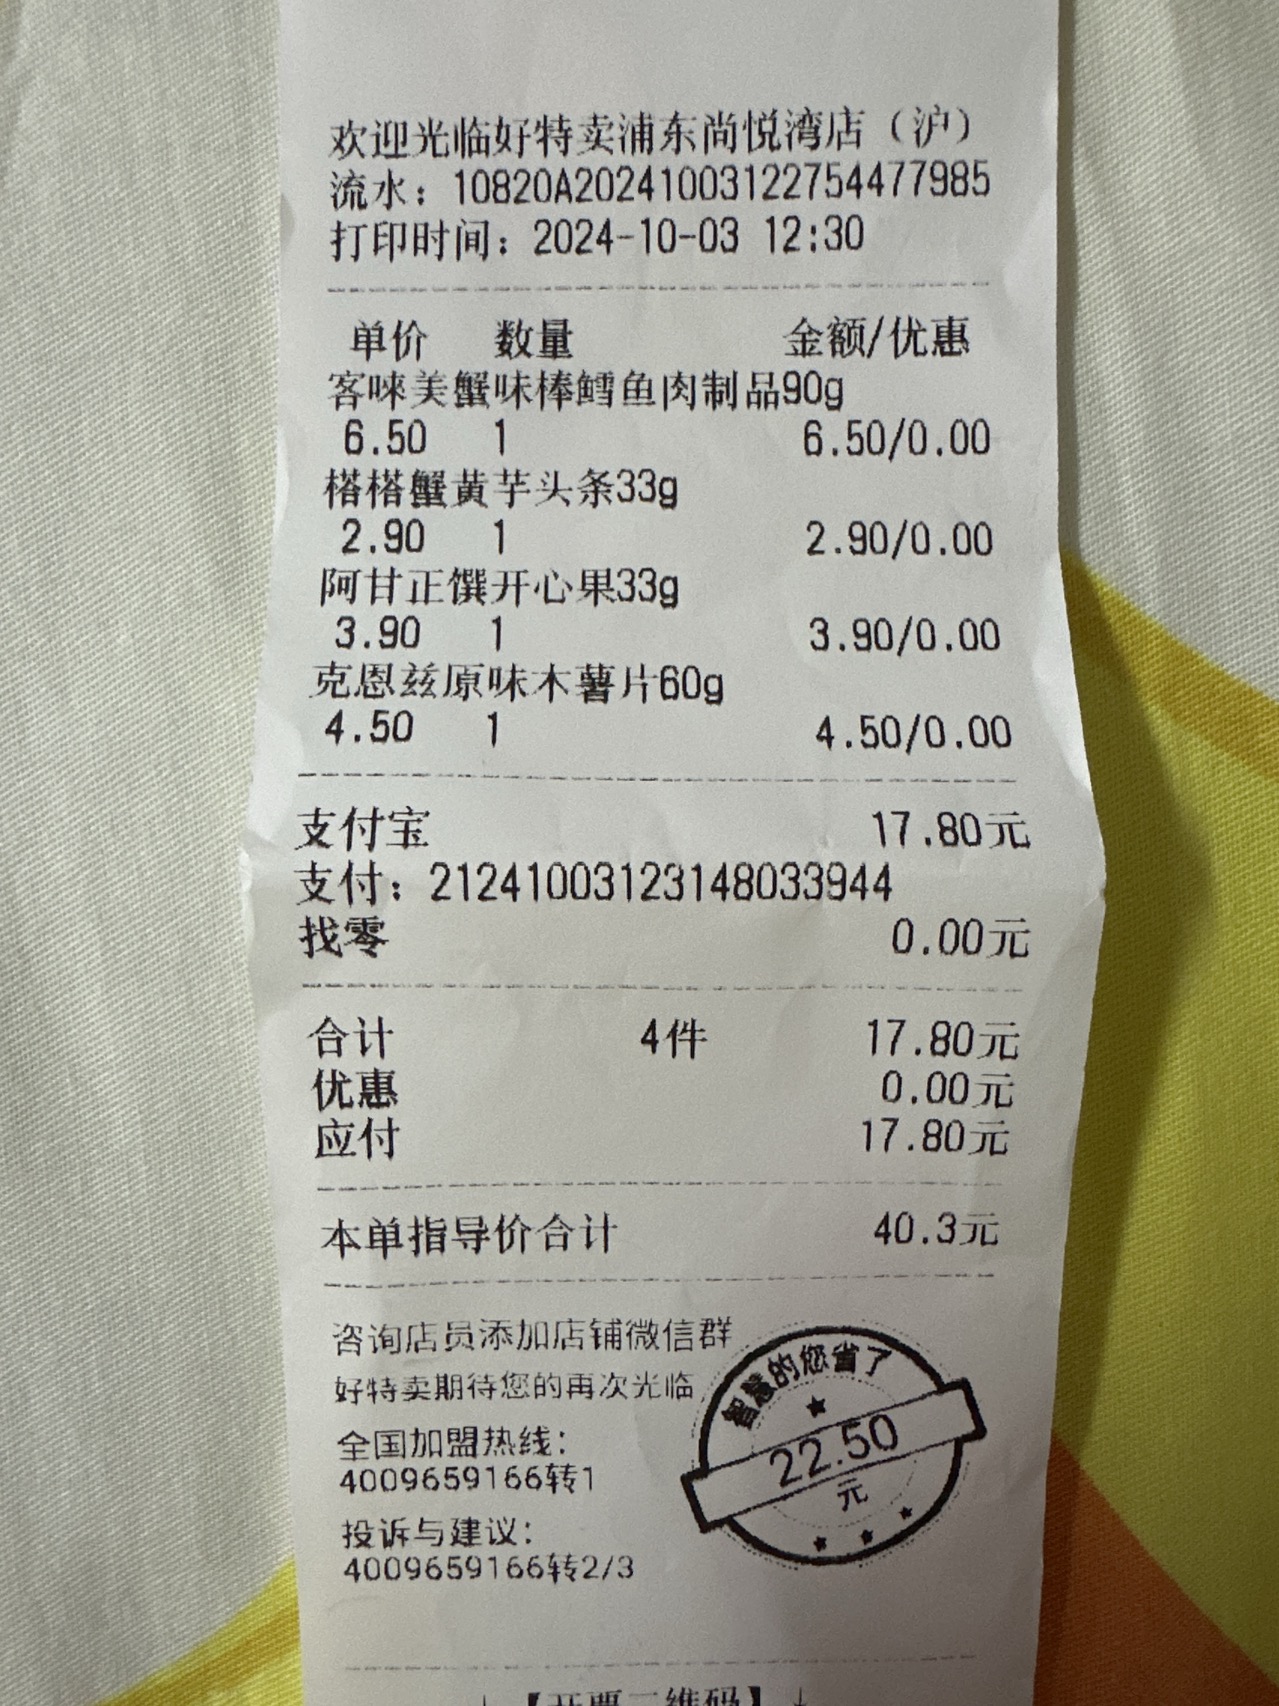 欢迎光临好特卖浦东尚悦湾店（沪）
流水：10820A20241003122754477985
打印时间：2024-10-03 12:30
单价 数量 金额/优惠
客唻美蟹味棒鳕鱼肉制品90g
6.50 1 6.50/0.00
榙榙蟹黄芋头条33g
2.90 1 2.90/0.00
阿甘正馔开心果33g
3.90 1 3.90/0.00
克恩兹原味木薯片60g
4.50 1 4.50/0.00
支付宝 17.80元
支付：21241003123148033944
找零 0.00元
合计 4件 17.80元
优惠 0.00元
应付 17.80元
本单指导价合计 40.3元
咨询店员添加店铺微信群
好特卖期待您的再次光临
全国加盟热线：
4009659166转1
投诉与建议：
4009659166转2/3
智慧的您省了
22.50
元
↓【开票二维码】↓